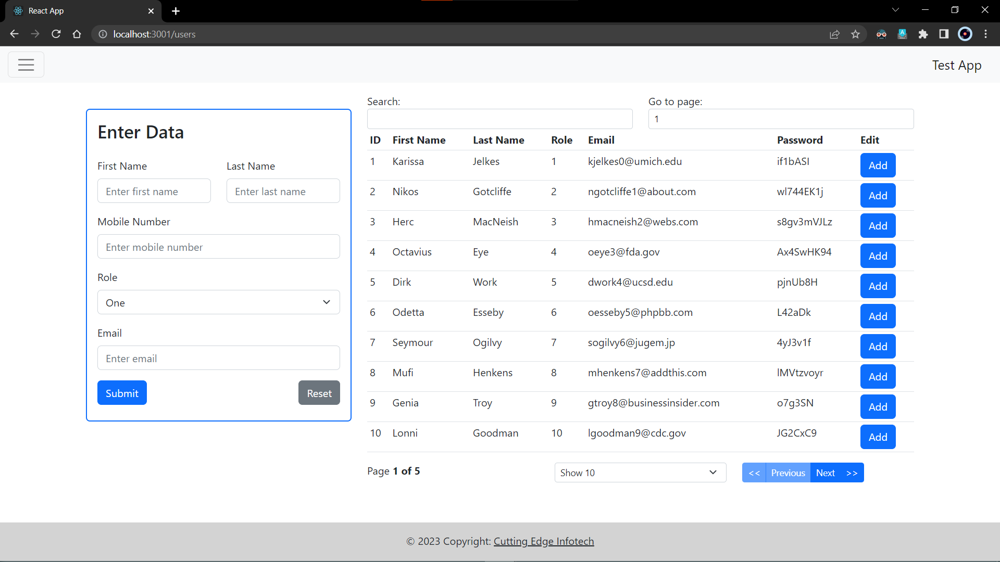 React App
localhost:3001/users
Test App
Enter Data
First Name Last Name
Enter first name Enter last name
Mobile Number
Enter mobile number
Role
One
Email
Enter email
Submit Reset
Search: Go to page:
1
ID First Name Last Name Role Email Password Edit
1 Karissa Jelkes 1 kjelkes0@umich.edu if1bASI Add
2 Nikos Gotcliffe 2 ngotcliffe1@about.com wl744EK1j Add
3 Herc MacNeish 3 hmacneish2@webs.com s8gv3mVJLz Add
4 Octavius Eye 4 oeye3@fda.gov Ax4SwHK94 Add
5 Dirk Work 5 dwork4@ucsd.edu pjnUb8H Add
6 Odetta Esseby 6 oesseby5@phpbb.com L42aDk Add
7 Seymour Ogilvy 7 sogilvy6@jugem.jp 4yJ3v1f Add
8 Mufi Henkens 8 mhenkens7@addthis.com lMVtzvoyr Add
9 Genia Troy 9 gtroy8@businessinsider.com o7g3SN Add
10 Lonni Goodman 10 lgoodman9@cdc.gov JG2CxC9 Add
Page 1 of 5 Show 10 << Previous Next >>
© 2023 Copyright: Cutting Edge Infotech